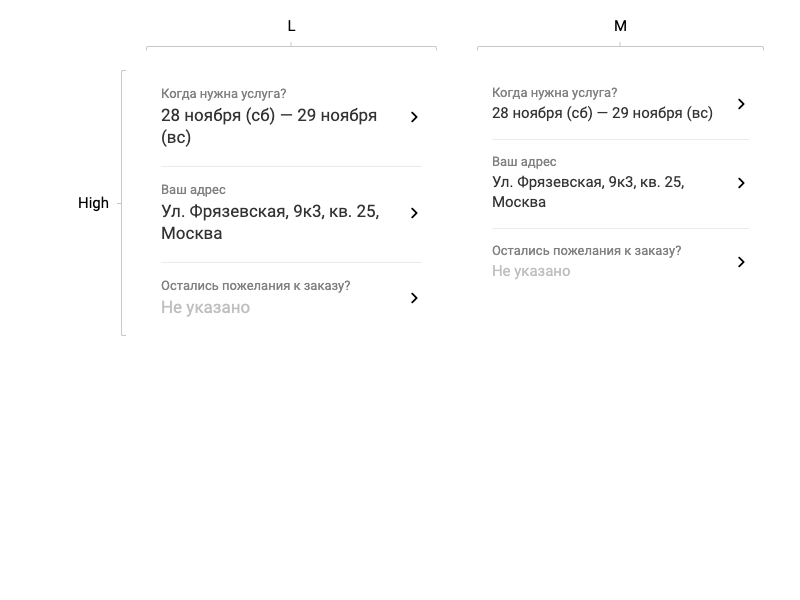 L
M
High
Когда нужна услуга?
28 ноября (сб) — 29 ноября
(вс)
Ваш адрес
Ул. Фрязевская, 9к3, кв. 25,
Москва
Остались пожелания к заказу?
Не указано
Когда нужна услуга?
28 ноября (сб) — 29 ноября (вс)
Ваш адрес
Ул. Фрязевская, 9к3, кв. 25,
Москва
Остались пожелания к заказу?
Не указано